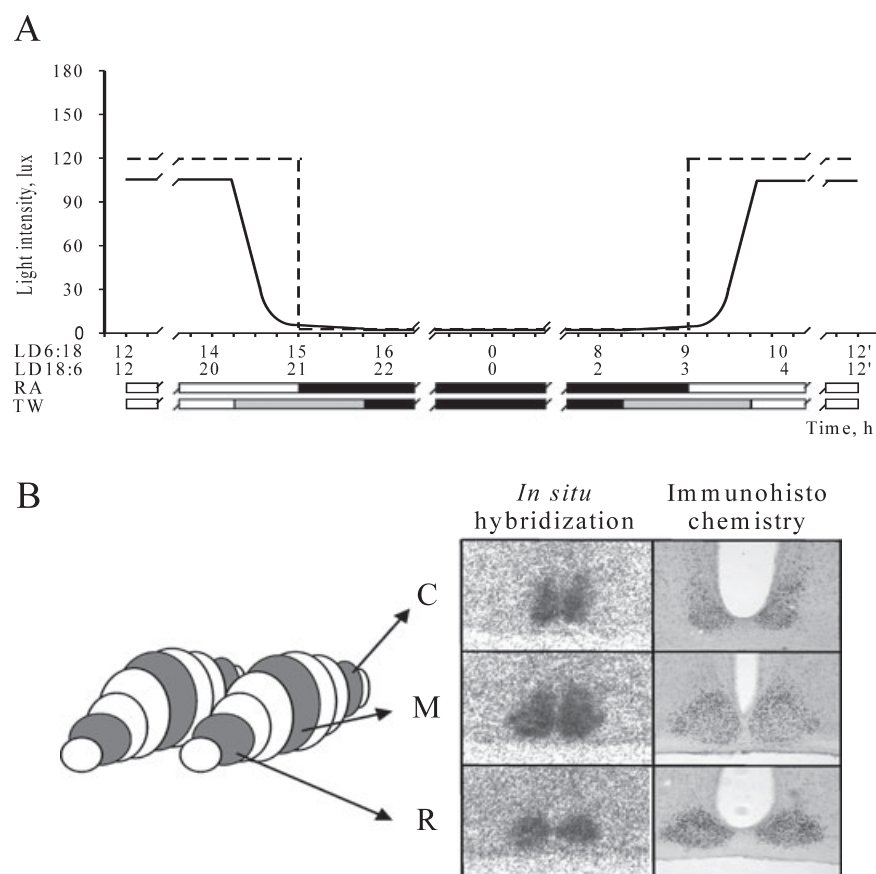 A
Light intensity, lux
180
150
120
90
60
30
0
LD6:18 12 14 15 16 0 8 9 10 12'
LD18:6 12 20 21 22 0 2 3 4 12'
RA
TW
Time, h
B
In situ hybridization
Immunohisto chemistry
C
M
R